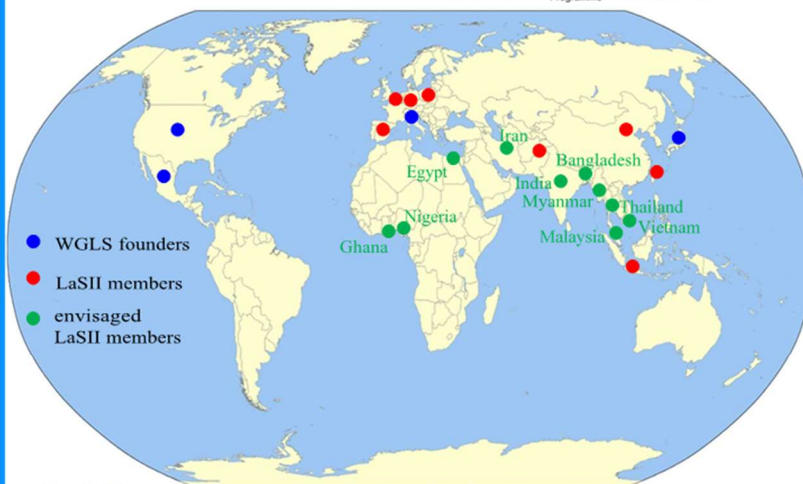 Iran
Bangladesh
Egypt
India
Myanmar
Thailand
Nigeria
Vietnam
Ghana
Malaysia
WGLS founders
LaSII members
envisaged
LaSII members